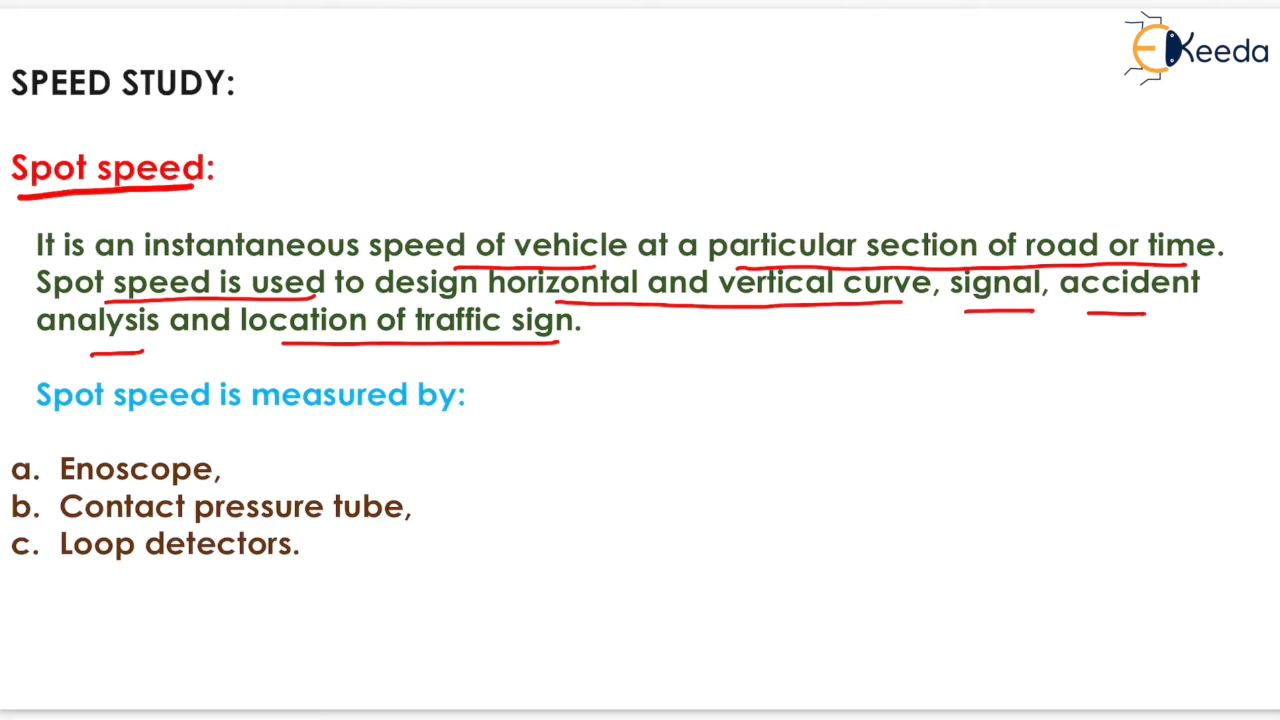 EKeeda
SPEED STUDY:
Spot speed:
It is an instantaneous speed of vehicle at a particular section of road or time.
Spot speed is used to design horizontal and vertical curve, signal, accident
analysis and location of traffic sign.
Spot speed is measured by:
a. Enoscope,
b. Contact pressure tube,
c. Loop detectors.